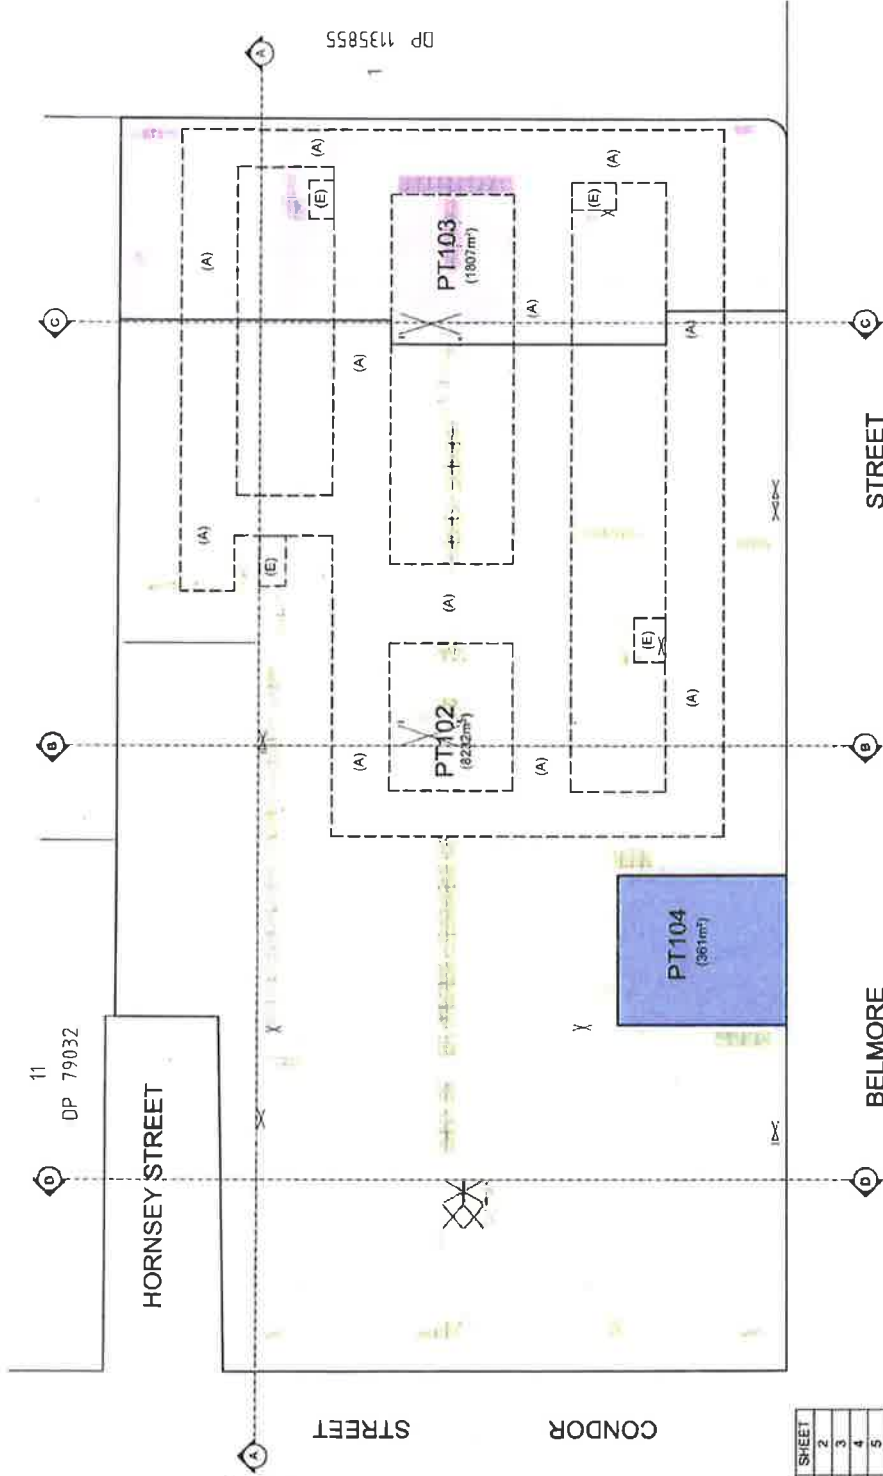 DP 1135855
1
A
(A)
(A)
(E)
(A)
(E)
C
PT103
(1807m²)
(A)
(A)
(A)
C
(A)
(E)
(A)
(E)
B
(A)
PT102
(8232m²)
(A)
(A)
B
PT104
(361m²)
11
DP 79032
HORNSEY STREET
D
D
BELMORE STREET
CONDOR STREET
A
SHEET
2
3
4
5